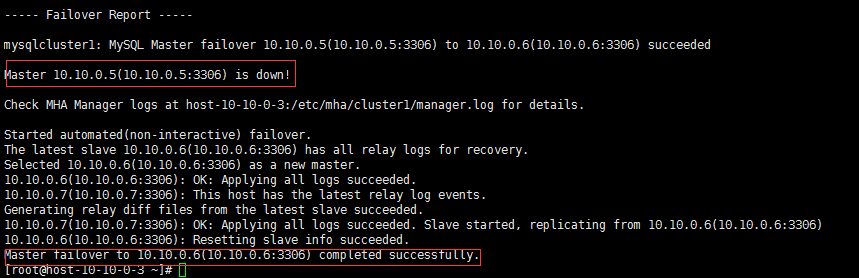 ----- Failover Report -----
mysqlcluster1: MySQL Master failover 10.10.0.5(10.10.0.5:3306) to 10.10.0.6(10.10.0.6:3306) succeeded
Master 10.10.0.5(10.10.0.5:3306) is down!
Check MHA Manager logs at host-10-10-0-3:/etc/mha/cluster1/manager.log for details.
Started automated(non-interactive) failover.
The latest slave 10.10.0.6(10.10.0.6:3306) has all relay logs for recovery.
Selected 10.10.0.6(10.10.0.6:3306) as a new master.
10.10.0.6(10.10.0.6:3306): OK: Applying all logs succeeded.
10.10.0.7(10.10.0.7:3306): This host has the latest relay log events.
Generating relay diff files from the latest slave succeeded.
10.10.0.7(10.10.0.7:3306): OK: Applying all logs succeeded. Slave started, replicating from 10.10.0.6(10.10.0.6:3306)
10.10.0.6(10.10.0.6:3306): Resetting slave info succeeded.
Master failover to 10.10.0.6(10.10.0.6:3306) completed successfully.
[root@host-10-10-0-3 ~]#